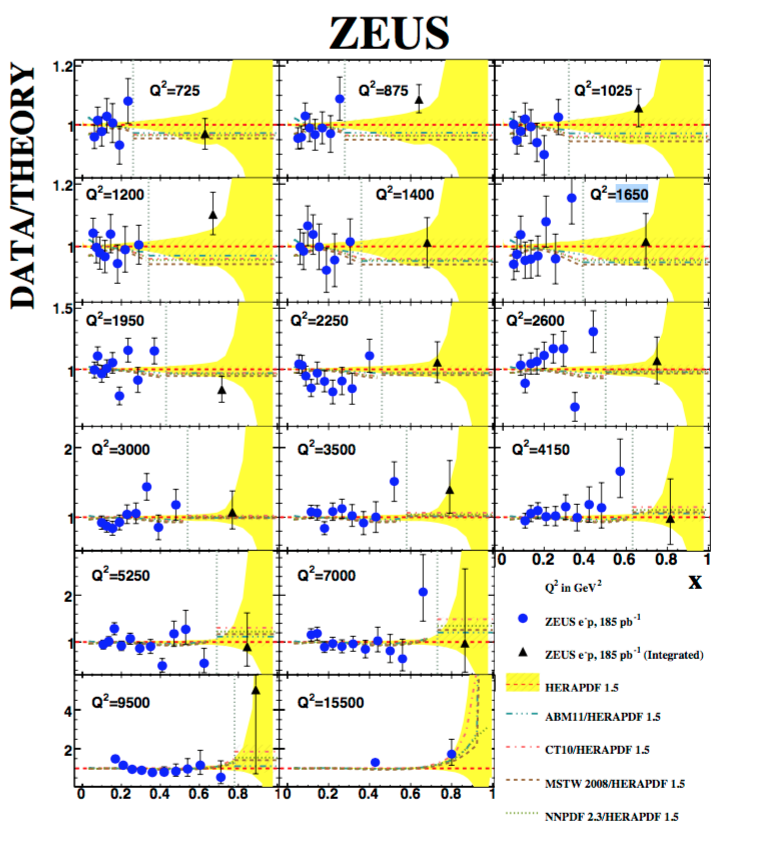 ZEUS
DATA/THEORY
1.2
1
Q²=725
Q²=875
Q²=1025
1.2
1
Q²=1200
Q²=1400
Q²=1650
1.5
1
Q²=1950
Q²=2250
Q²=2600
2
1
Q²=3000
Q²=3500
Q²=4150
0 0.2 0.4 0.6 0.8 1
x
2
1
Q²=5250
Q²=7000
4
2
Q²=9500
Q²=15500
0 0.2 0.4 0.6 0.8 1 0 0.2 0.4 0.6 0.8 1
Q² in GeV²
ZEUS e⁻p, 185 pb⁻¹
ZEUS e⁻p, 185 pb⁻¹ (Integrated)
HERAPDF 1.5
ABM11/HERAPDF 1.5
CT10/HERAPDF 1.5
MSTW 2008/HERAPDF 1.5
NNPDF 2.3/HERAPDF 1.5